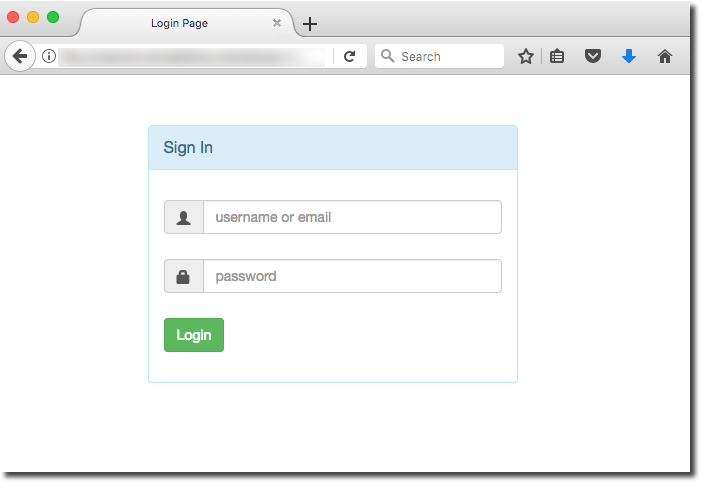 Login Page
Search
Sign In
username or email
password
Login